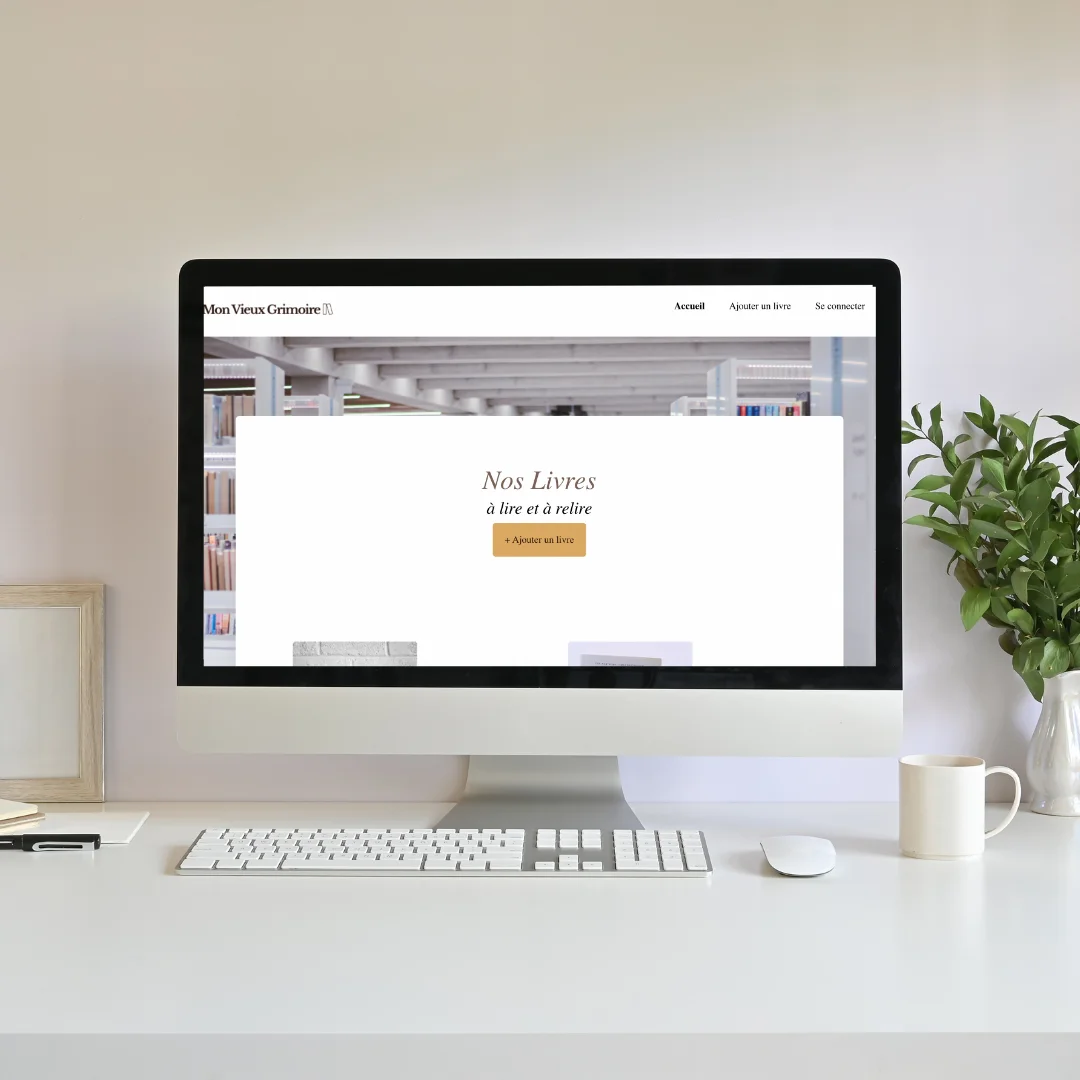 Mon Vieux Grimoire
Accueil
Ajouter un livre
Se connecter
Nos Livres
à lire et à relire
+ Ajouter un livre